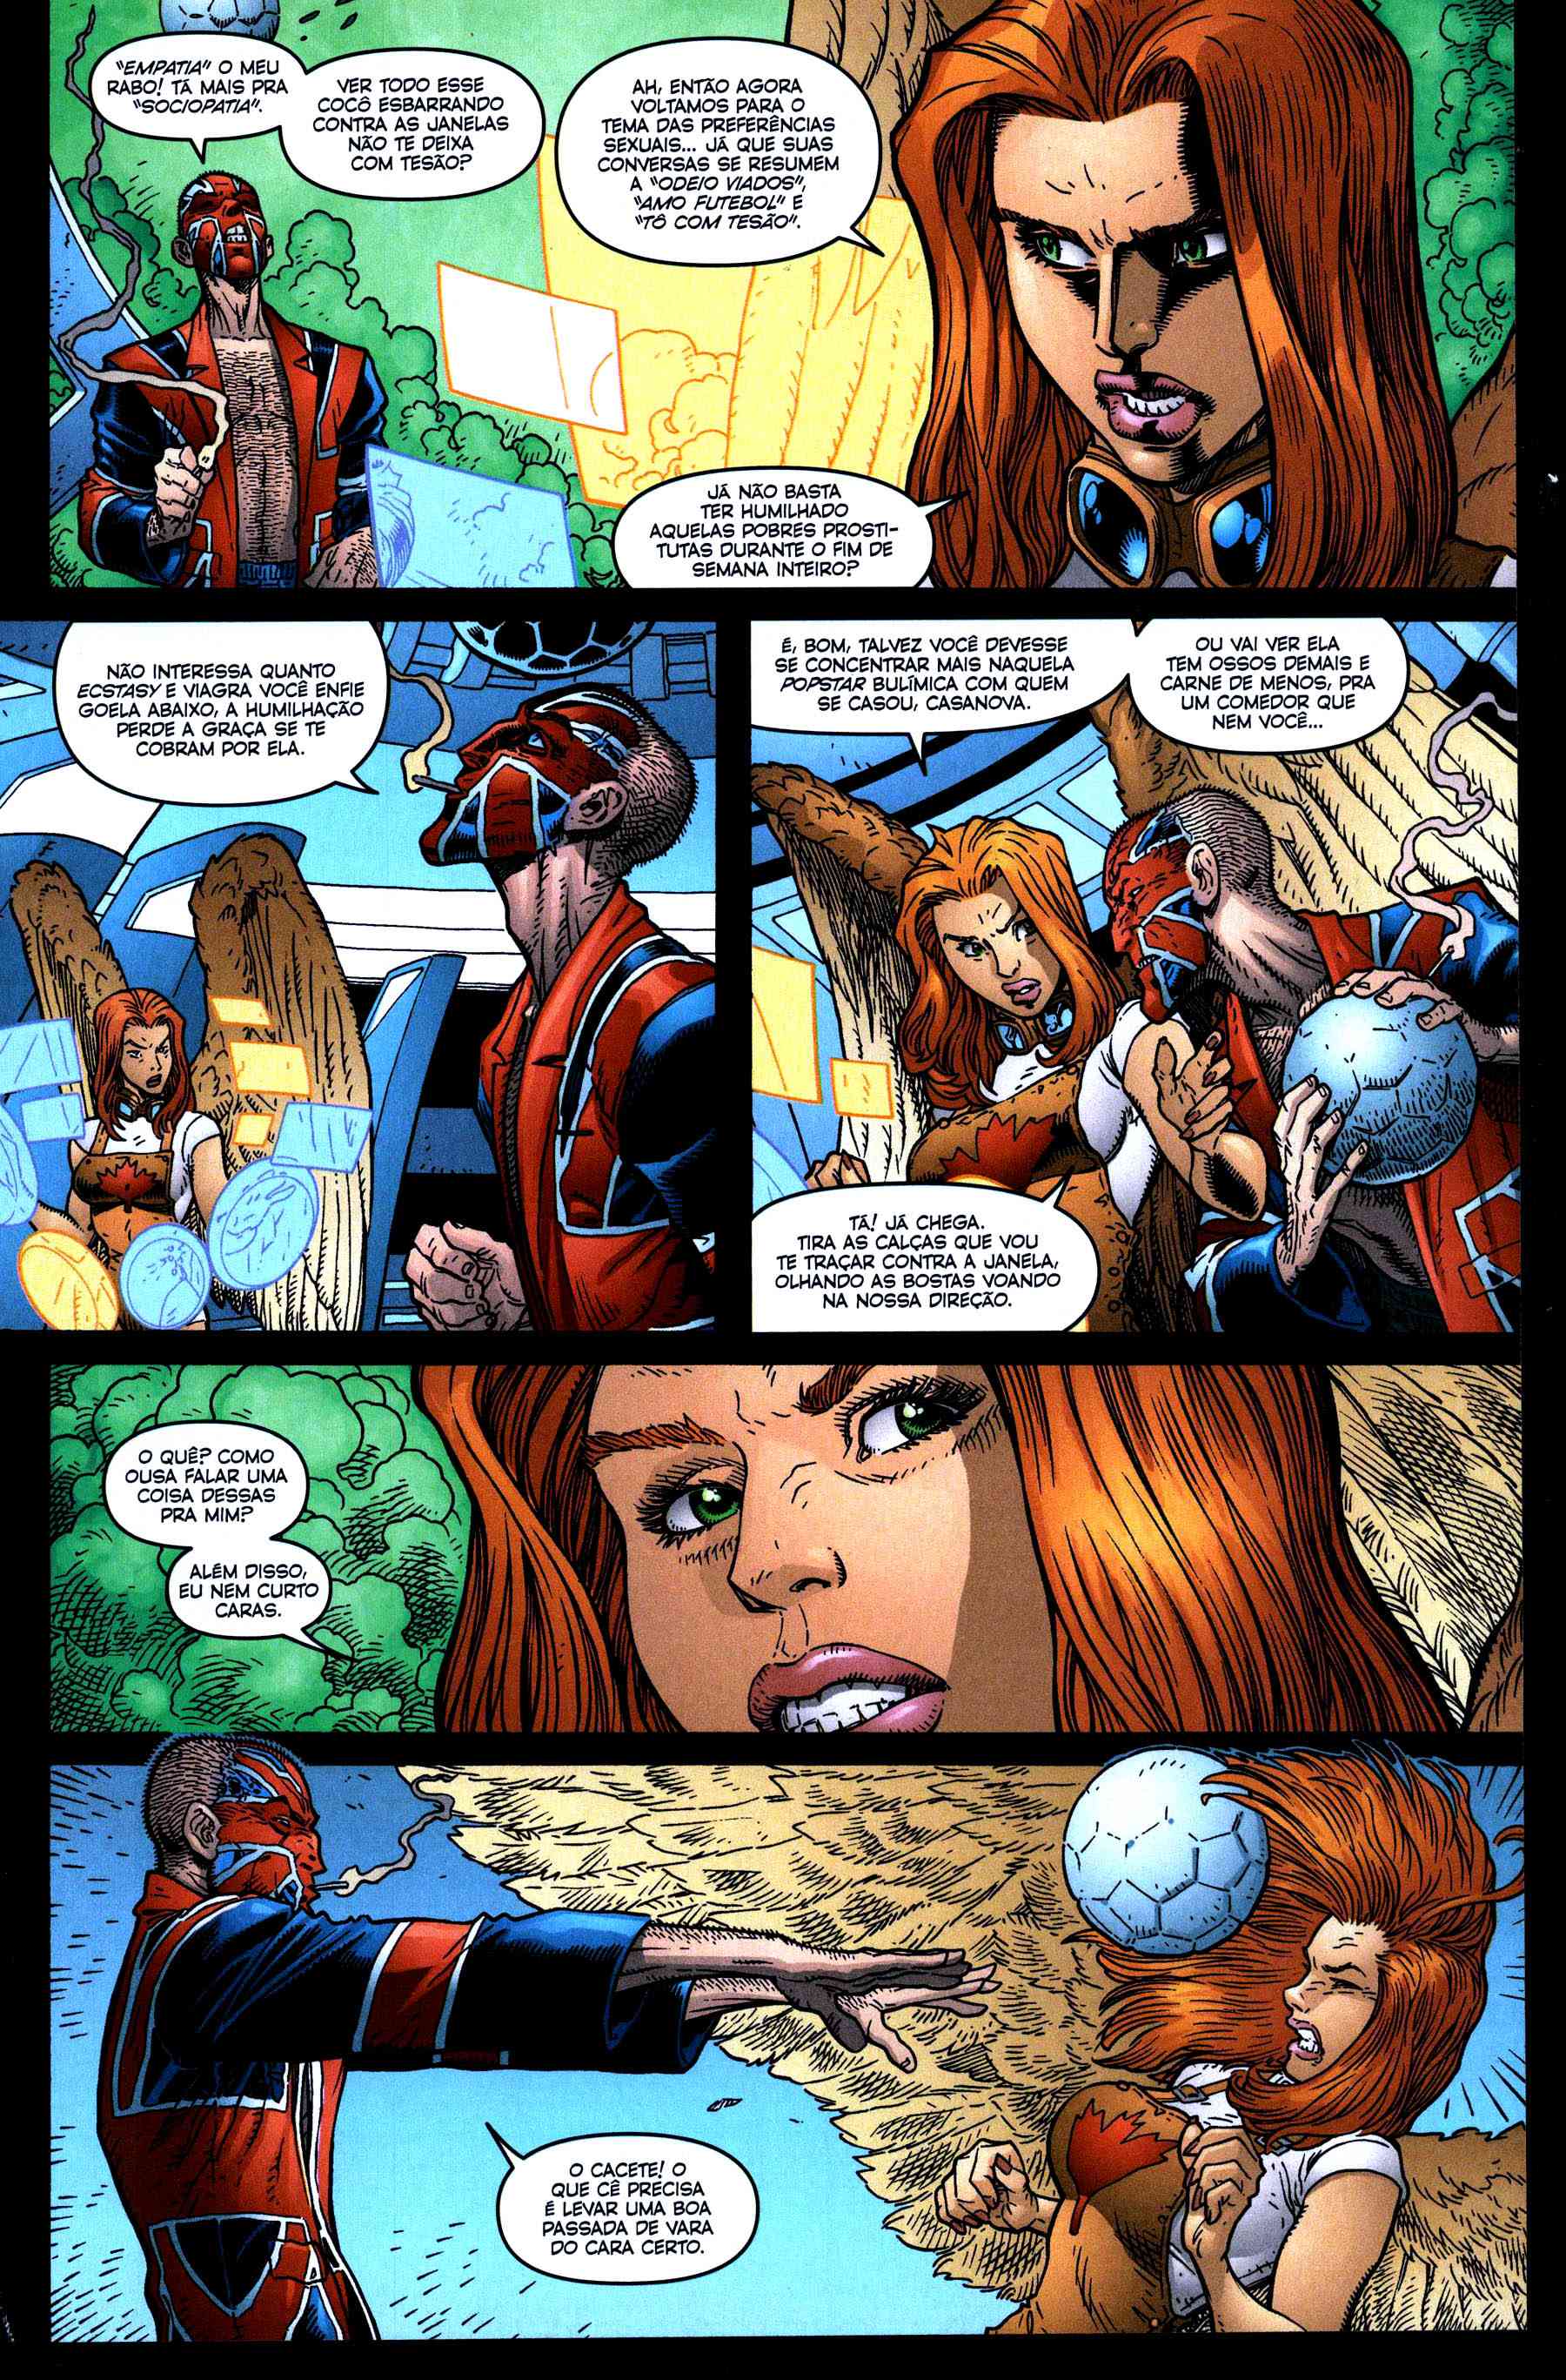 "EMPATIA" O MEU
RABO! TÁ MAIS PRA
"SOCIOPATIA".
VER TODO ESSE
COCÔ ESBARRANDO
CONTRA AS JANELAS
NÃO TE DEIXA
COM TESÃO?
AH, ENTÃO AGORA
VOLTAMOS PARA O
TEMA DAS PREFERÊNCIAS
SEXUAIS... JÁ QUE SUAS
CONVERSAS SE RESUMEM
A "ODEIO VIADOS",
"AMO FUTEBOL" E
"TÔ COM TESÃO".
JÁ NÃO BASTA
TER HUMILHADO
AQUELAS POBRES PROSTI-
TUTAS DURANTE O FIM DE
SEMANA INTEIRO?
NÃO INTERESSA QUANTO
ECSTASY E VIAGRA VOCÊ ENFIE
GOELA ABAIXO, A HUMILHAÇÃO
PERDE A GRAÇA SE TE
COBRAM POR ELA.
É, BOM, TALVEZ VOCÊ DEVESSE
SE CONCENTRAR MAIS NAQUELA
POPSTAR BULÍMICA COM QUEM
SE CASOU, CASANOVA.
OU VAI VER ELA
TEM OSSOS DEMAIS E
CARNE DE MENOS, PRA
UM COMEDOR QUE
NEM VOCÊ...
TÁ! JÁ CHEGA.
TIRA AS CALÇAS QUE VOU
TE TRAÇAR CONTRA A JANELA,
OLHANDO AS BOSTAS VOANDO
NA NOSSA DIREÇÃO.
O QUÊ? COMO
OUSA FALAR UMA
COISA DESSAS
PRA MIM?
ALÉM DISSO,
EU NEM CURTO
CARAS.
O CACETE! O
QUE CÊ PRECISA
É LEVAR UMA BOA
PASSADA DE VARA
DO CARA CERTO.